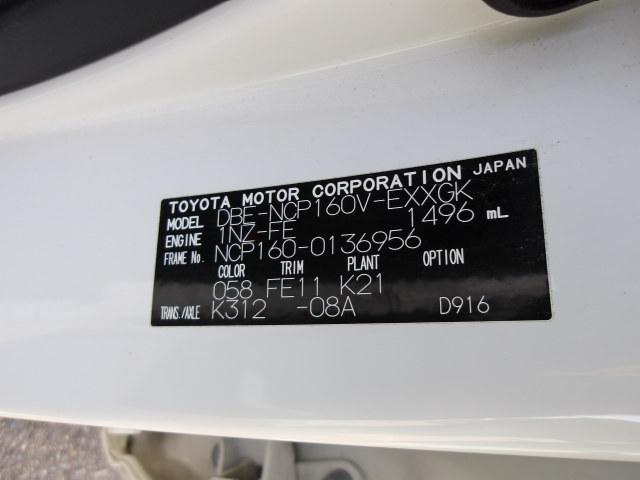 TOYOTA MOTOR CORPORATION JAPAN
MODEL DBE-NCP160V-EXXGK
ENGINE 1NZ-FE 1496 mL
FRAME No. NCP160-0136956
COLOR TRIM PLANT OPTION
058 FE11 K21
TRANS./AXLE K312 -08A D916